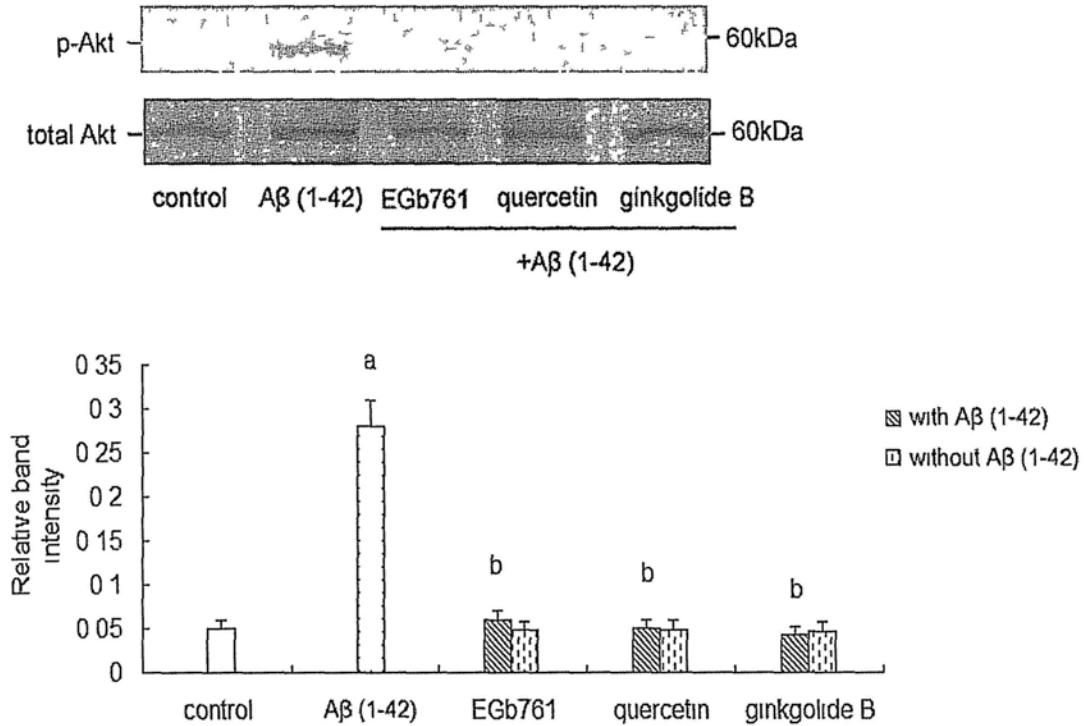 p-Akt
60kDa
total Akt
60kDa
control Aβ (1-42) EGb761 quercetin ginkgolide B
+Aβ (1-42)
0 35
0 3
0 25
0 2
0 15
0 1
0 05
0
Relative band
intensity
a
b
b
b
with Aβ (1-42)
without Aβ (1-42)
control Aβ (1-42) EGb761 quercetin ginkgolide B